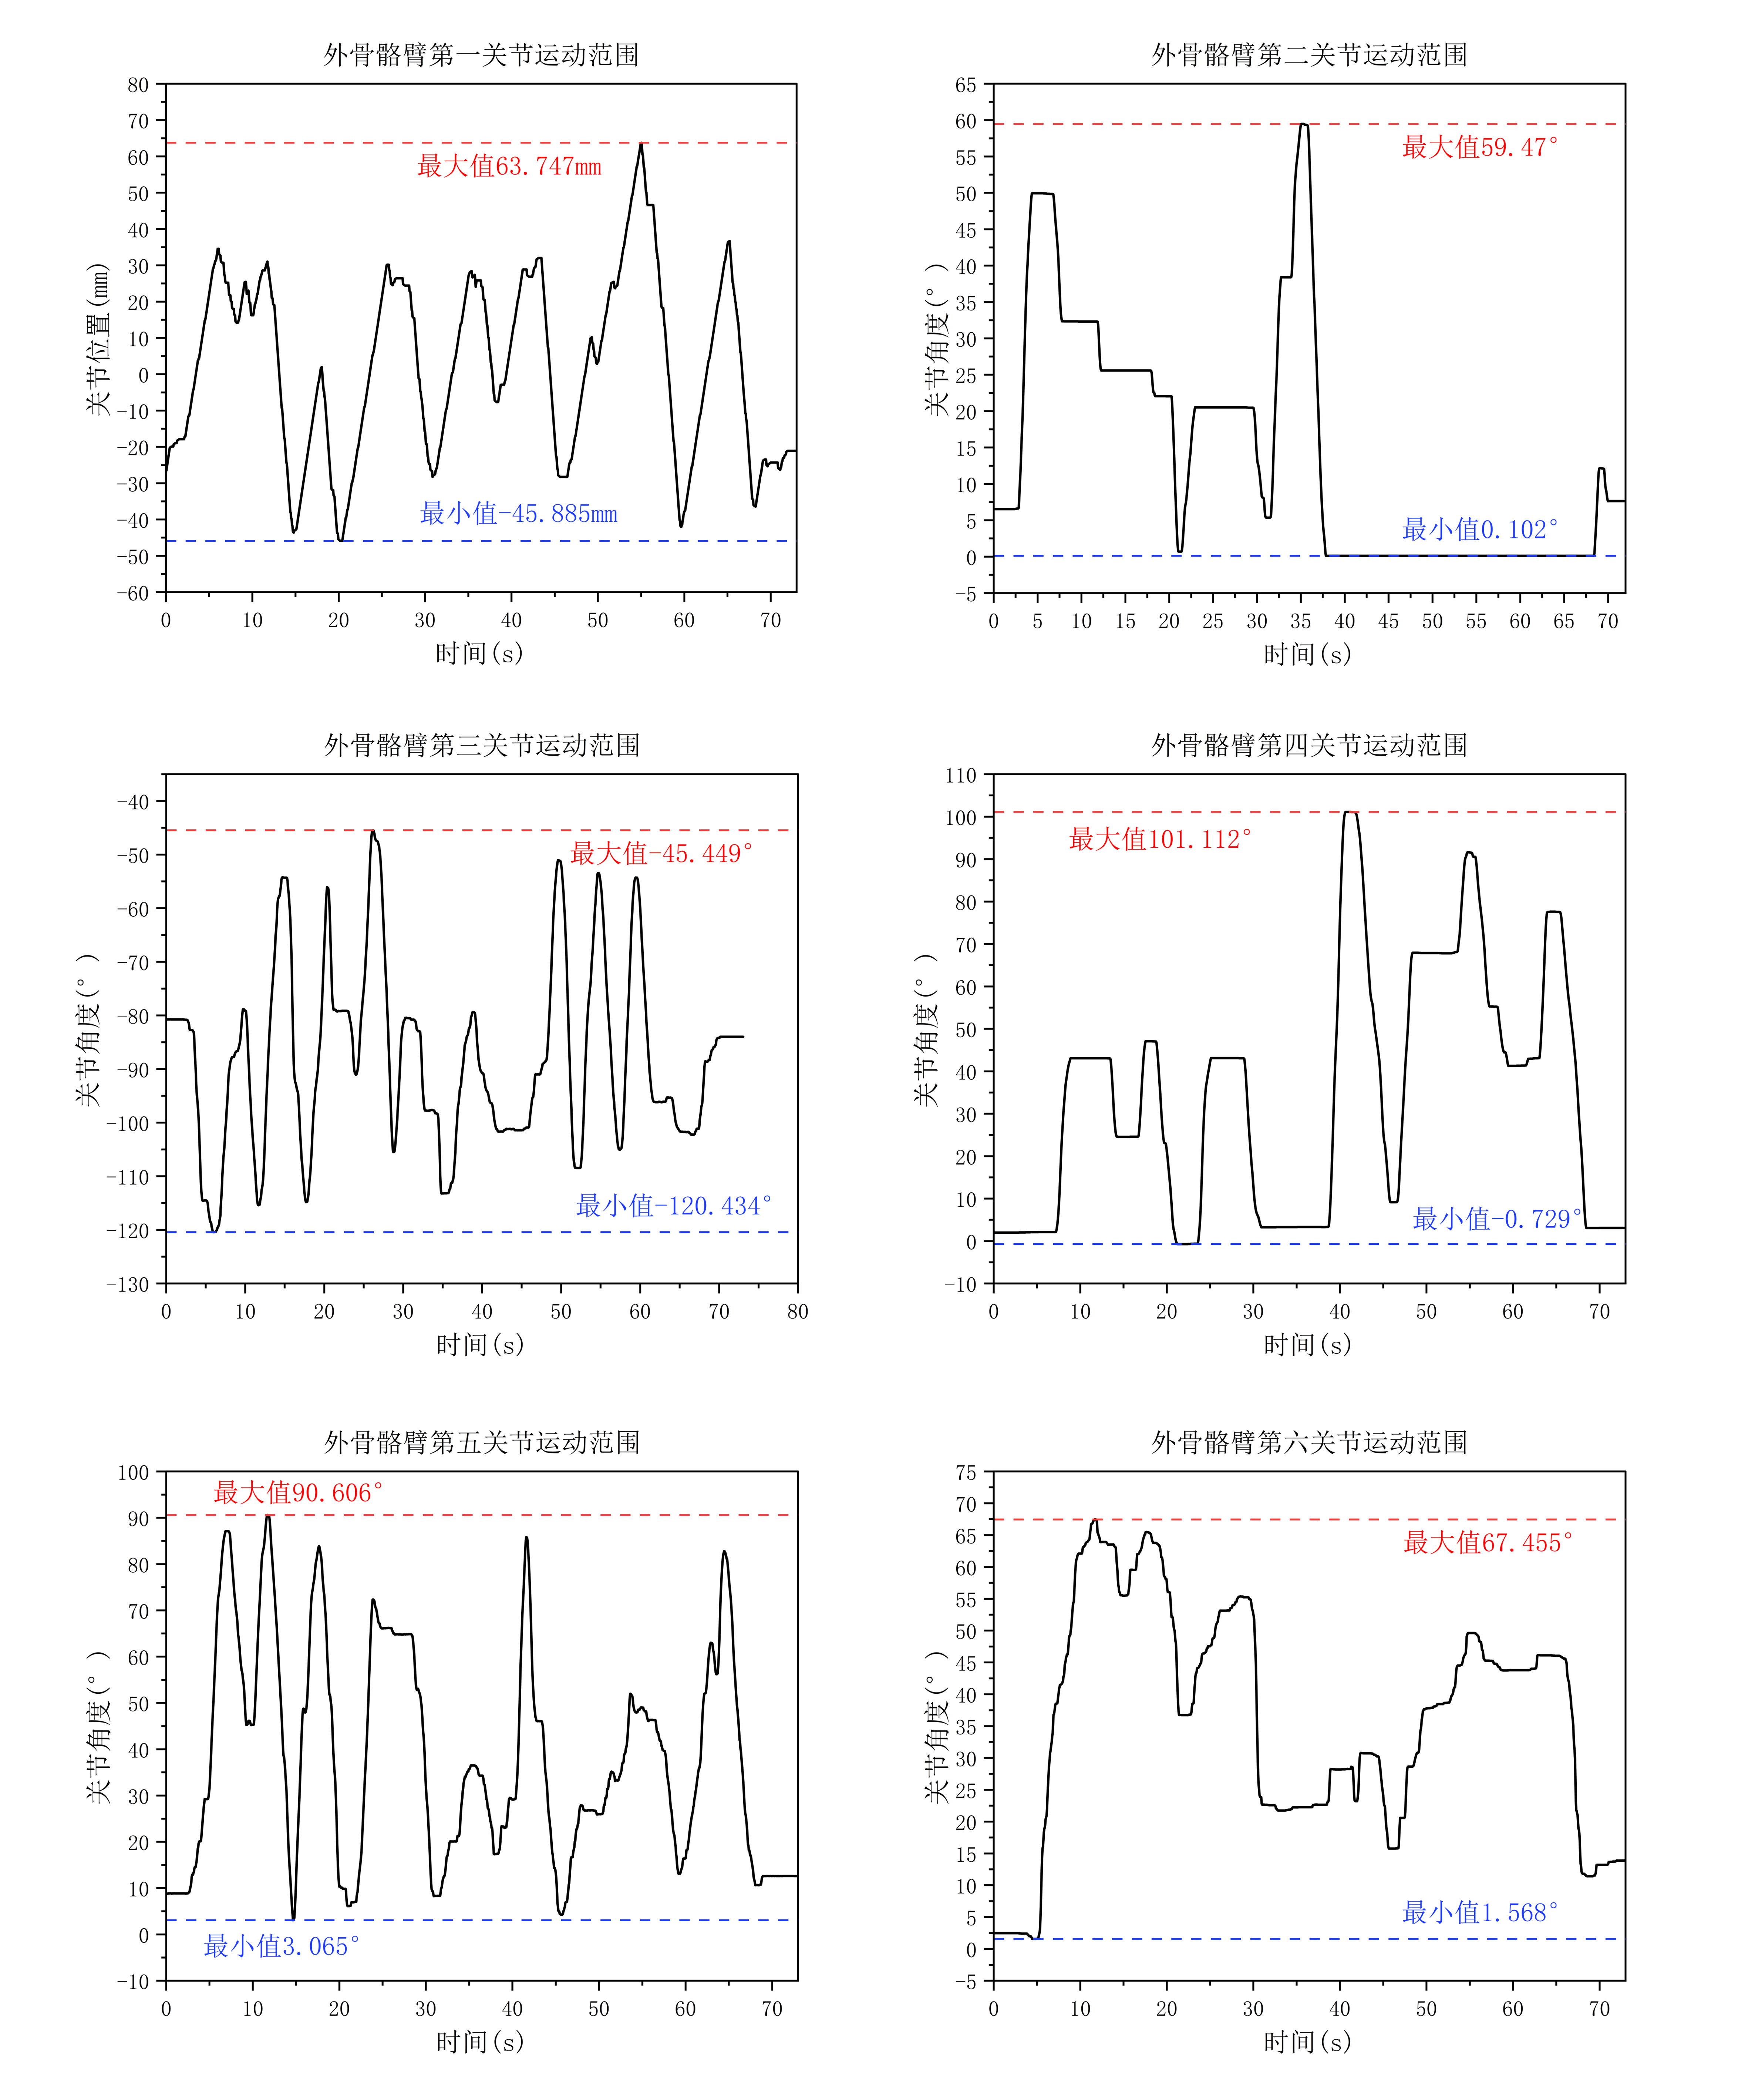 外骨骼臂第一关节运动范围
80
70
60
50
40
30
20
10
0
-10
-20
-30
-40
-50
-60
关节位置(mm)
最大值63.747mm
最小值-45.885mm
0 10 20 30 40 50 60 70
时间(s)
外骨骼臂第二关节运动范围
65
60
55
50
45
40
35
30
25
20
15
10
5
0
-5
关节角度(°)
最大值59.47°
最小值0.102°
0 5 10 15 20 25 30 35 40 45 50 55 60 65 70
时间(s)
外骨骼臂第三关节运动范围
-40
-50
-60
-70
-80
-90
-100
-110
-120
-130
关节角度(°)
最大值-45.449°
最小值-120.434°
0 10 20 30 40 50 60 70 80
时间(s)
外骨骼臂第四关节运动范围
110
100
90
80
70
60
50
40
30
20
10
0
-10
关节角度(°)
最大值101.112°
最小值-0.729°
0 10 20 30 40 50 60 70
时间(s)
外骨骼臂第五关节运动范围
100
90
80
70
60
50
40
30
20
10
0
-10
关节角度(°)
最大值90.606°
最小值3.065°
0 10 20 30 40 50 60 70
时间(s)
外骨骼臂第六关节运动范围
75
70
65
60
55
50
45
40
35
30
25
20
15
10
5
0
-5
关节角度(°)
最大值67.455°
最小值1.568°
0 10 20 30 40 50 60 70
时间(s)